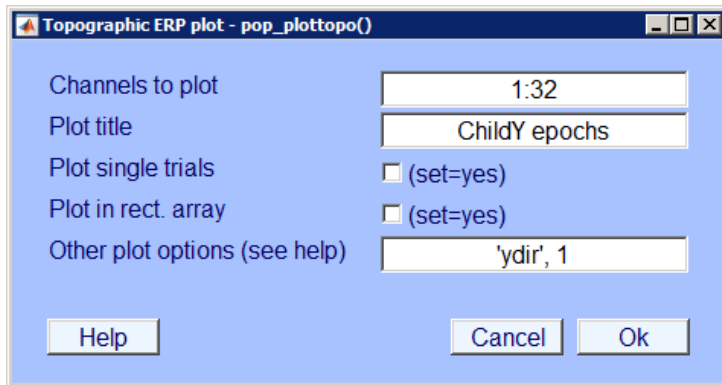 Topographic ERP plot - pop_plottopo()
Channels to plot 1:32
Plot title ChildY epochs
Plot single trials (set=yes)
Plot in rect. array (set=yes)
Other plot options (see help) 'ydir', 1
Help Cancel Ok